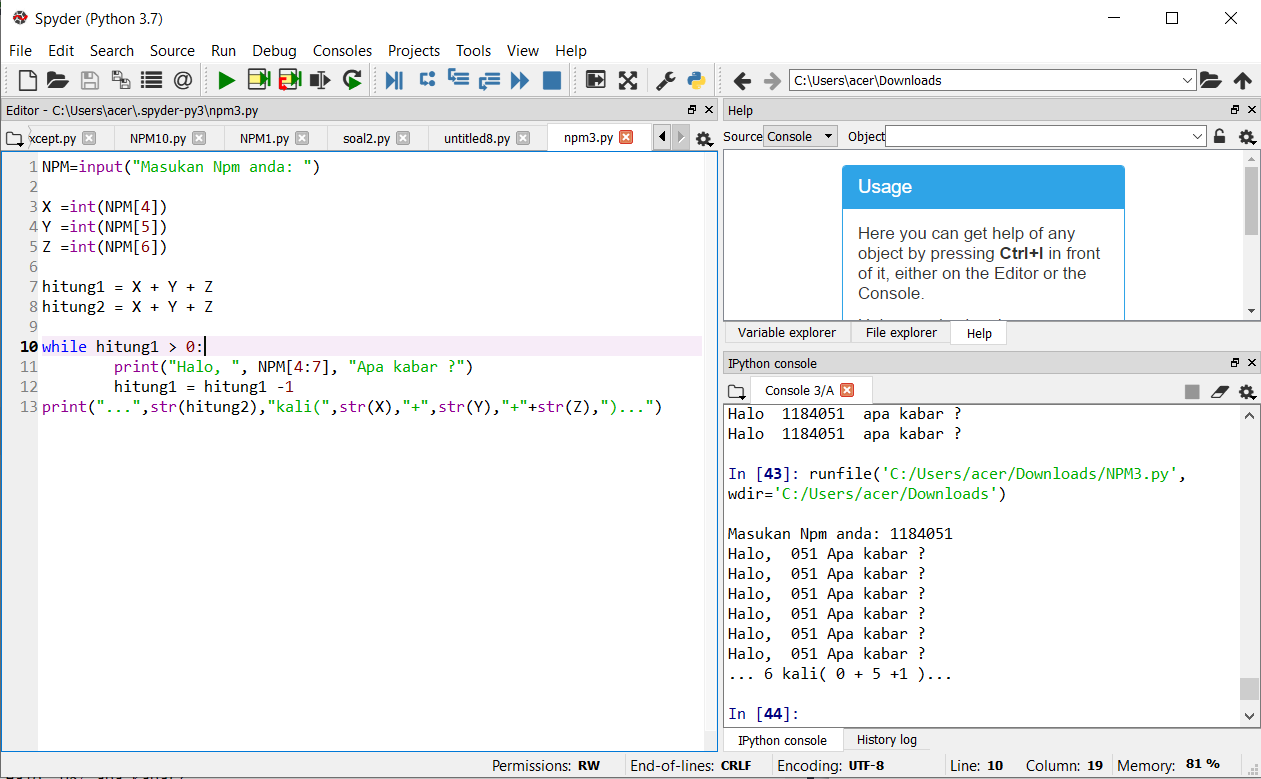 Spyder (Python 3.7)
File Edit Search Source Run Debug Consoles Projects Tools View Help
C:\Users\acer\Downloads
Editor - C:\Users\acer\.spyder-py3\npm3.py
xcept.py NPM10.py NPM1.py soal2.py untitled8.py npm3.py
1 NPM=input("Masukan Npm anda: ")
2
3 X =int(NPM[4])
4 Y =int(NPM[5])
5 Z =int(NPM[6])
6
7 hitung1 = X + Y + Z
8 hitung2 = X + Y + Z
9
10 while hitung1 > 0:
11         print("Halo, ", NPM[4:7], "Apa kabar ?")
12         hitung1 = hitung1 -1
13 print("...",str(hitung2),"kali(",str(X),"+",str(Y),"+"+str(Z),")...")
Help
Source Console Object
Usage
Here you can get help of any
object by pressing Ctrl+I in front
of it, either on the Editor or the
Console.
Variable explorer File explorer Help
IPython console
Console 3/A
Halo  1184051  apa kabar ?
Halo  1184051  apa kabar ?
In [43]: runfile('C:/Users/acer/Downloads/NPM3.py',
wdir='C:/Users/acer/Downloads')
Masukan Npm anda: 1184051
Halo,  051 Apa kabar ?
Halo,  051 Apa kabar ?
Halo,  051 Apa kabar ?
Halo,  051 Apa kabar ?
Halo,  051 Apa kabar ?
Halo,  051 Apa kabar ?
... 6 kali( 0 + 5 +1 )...
In [44]:
IPython console History log
Permissions: RW End-of-lines: CRLF Encoding: UTF-8 Line: 10 Column: 19 Memory: 81 %